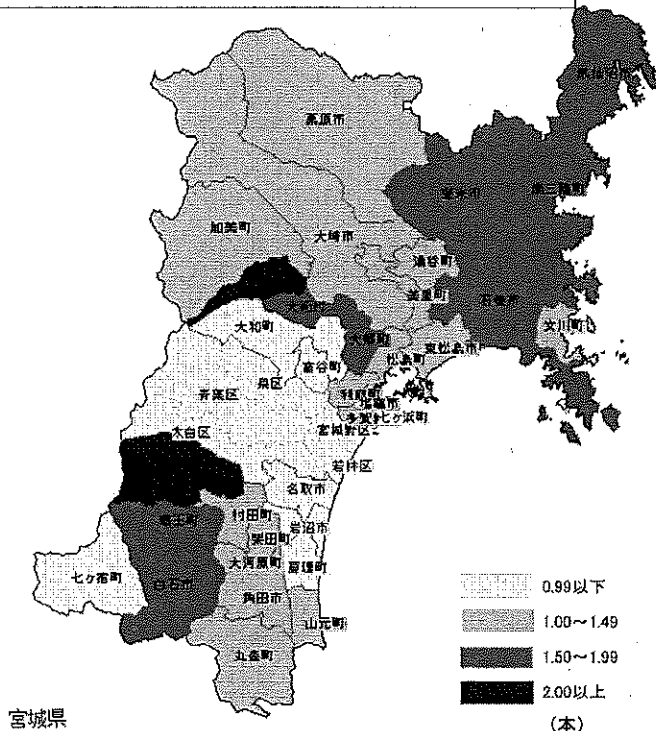 気仙沼市
栗原市
登米市
南三陸町
加美町
大崎市
涌谷町
美里町
石巻市
女川町
大和町
大郷町
松島町
東松島市
富谷町
利府町
塩竈市
多賀城市
七ヶ浜町
泉区
青葉区
宮城野区
太白区
若林区
名取市
村田町
岩沼市
蔵王町
柴田町
大河原町
亘理町
七ヶ宿町
白石市
角田市
山元町
丸森町
0.99以下
1.00～1.49
1.50～1.99
2.00以上
(本)
宮城県